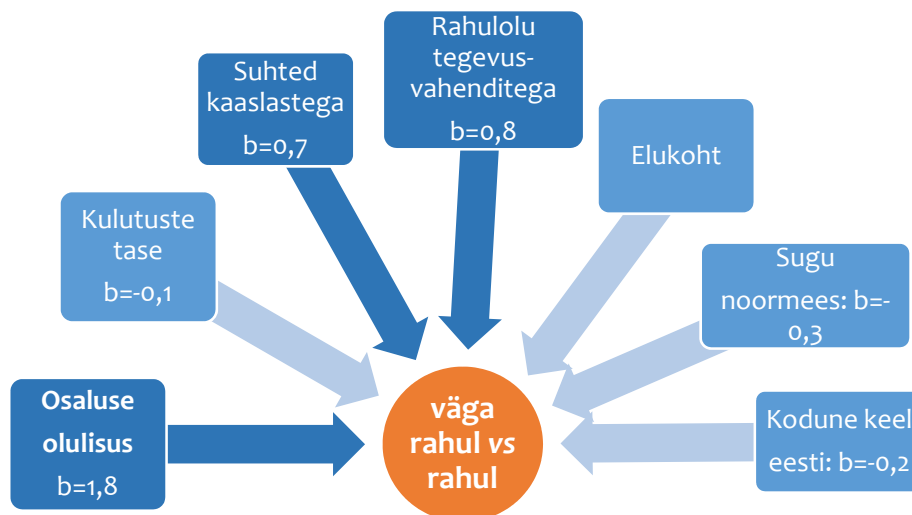 Rahulolu
tegevus-
vahenditega
b=0,8
Suhted
kaaslastega
b=0,7
Elukoht
Kulutuste
tase
b=-0,1
Sugu
noormees: b=-
0,3
Osaluse
olulisus
b=1,8
väga
rahul vs
rahul
Kodune keel
eesti: b=-0,2